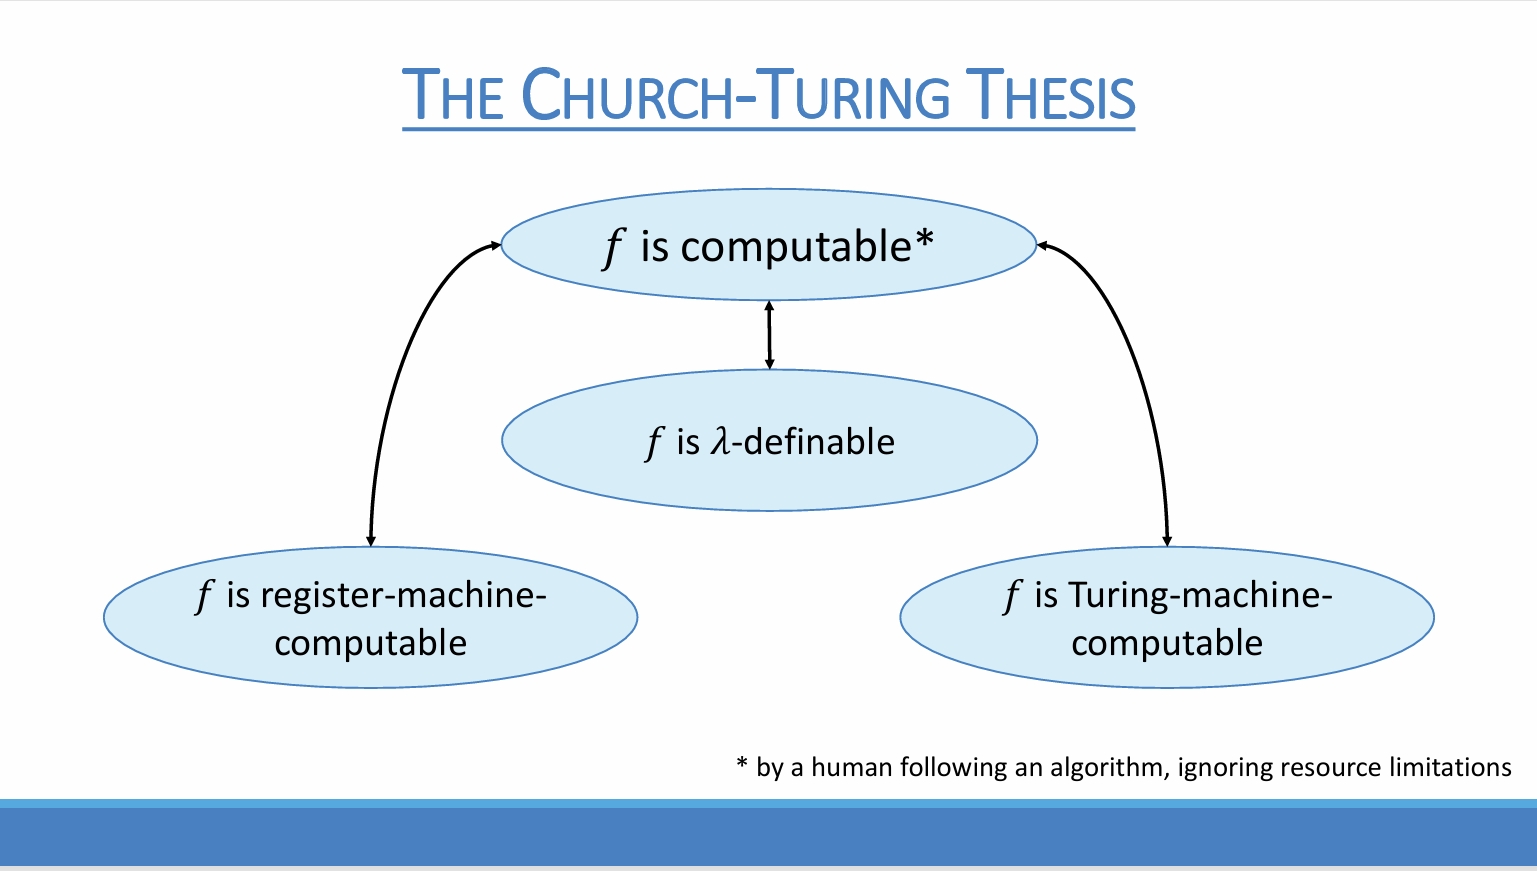 THE CHURCH-TURING THESIS
f is computable*
f is λ-definable
f is register-machine-
computable
f is Turing-machine-
computable
* by a human following an algorithm, ignoring resource limitations